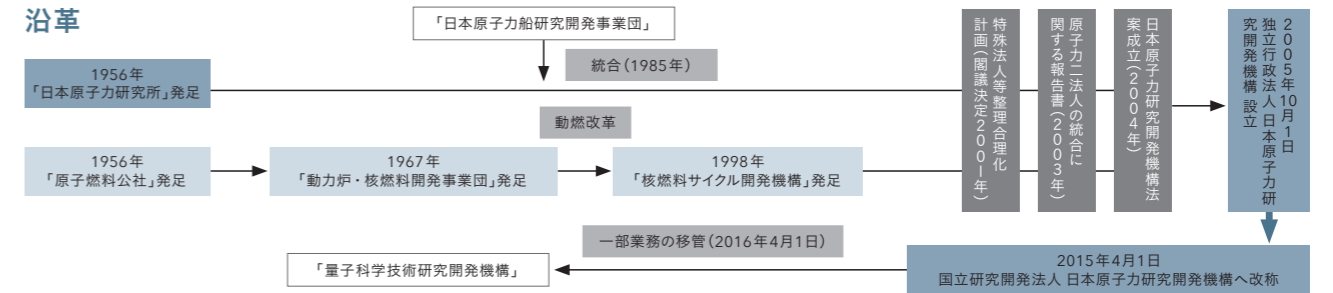 沿革
「日本原子力船研究開発事業団」
統合(1985年)
1956年
「日本原子力研究所」発足
動燃改革
1956年
「原子燃料公社」発足
1967年
「動力炉・核燃料開発事業団」発足
1998年
「核燃料サイクル開発機構」発足
特殊法人等整理合理化
計画(閣議決定2001年)
原子力二法人の統合に
関する報告書(2003年)
日本原子力研究開発機構法
案成立(2004年)
2005年10月1日
独立行政法人 日本原子力研
究開発機構 設立
一部業務の移管(2016年4月1日)
「量子科学技術研究開発機構」
2015年4月1日
国立研究開発法人 日本原子力研究開発機構へ改称